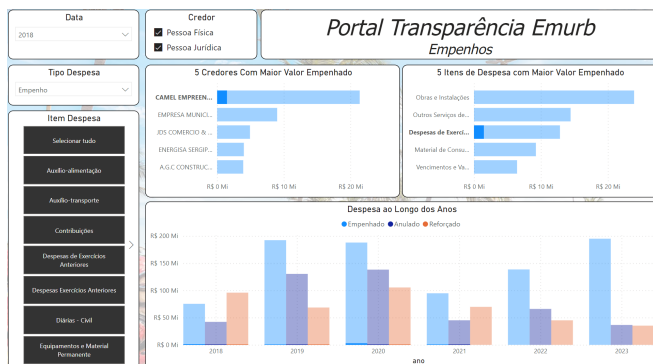 Data
2018
Credor
Pessoa Física
Pessoa Jurídica
Portal Transparência Emurb
Empenhos
Tipo Despesa
Empenho
Item Despesa
Selecionar tudo
Auxílio-alimentação
Auxílio-transporte
Contribuições
Despesas de Exercícios
Anteriores
Despesas Exercícios Anteriores
Diárias - Civil
Equipamentos e Material
Permanente
5 Credores Com Maior Valor Empenhado
CAMEL EMPREEN...
EMPRESA MUNICI...
JDS COMERCIO & ...
ENERGISA SERGIP...
A.G.C CONSTRUC...
R$ 0 Mi R$ 10 Mi R$ 20 Mi
5 Itens de Despesa com Maior Valor Empenhado
Obras e Instalações
Outros Serviços de...
Despesas de Exercí...
Material de Consu...
Vencimentos e Va...
R$ 0 Mi R$ 10 Mi R$ 20 Mi
Despesa ao Longo dos Anos
Empenhado Anulado Reforçado
R$ 200 Mi
R$ 150 Mi
R$ 100 Mi
R$ 50 Mi
R$ 0 Mi
2018 2019 2020 2021 2022 2023
ano